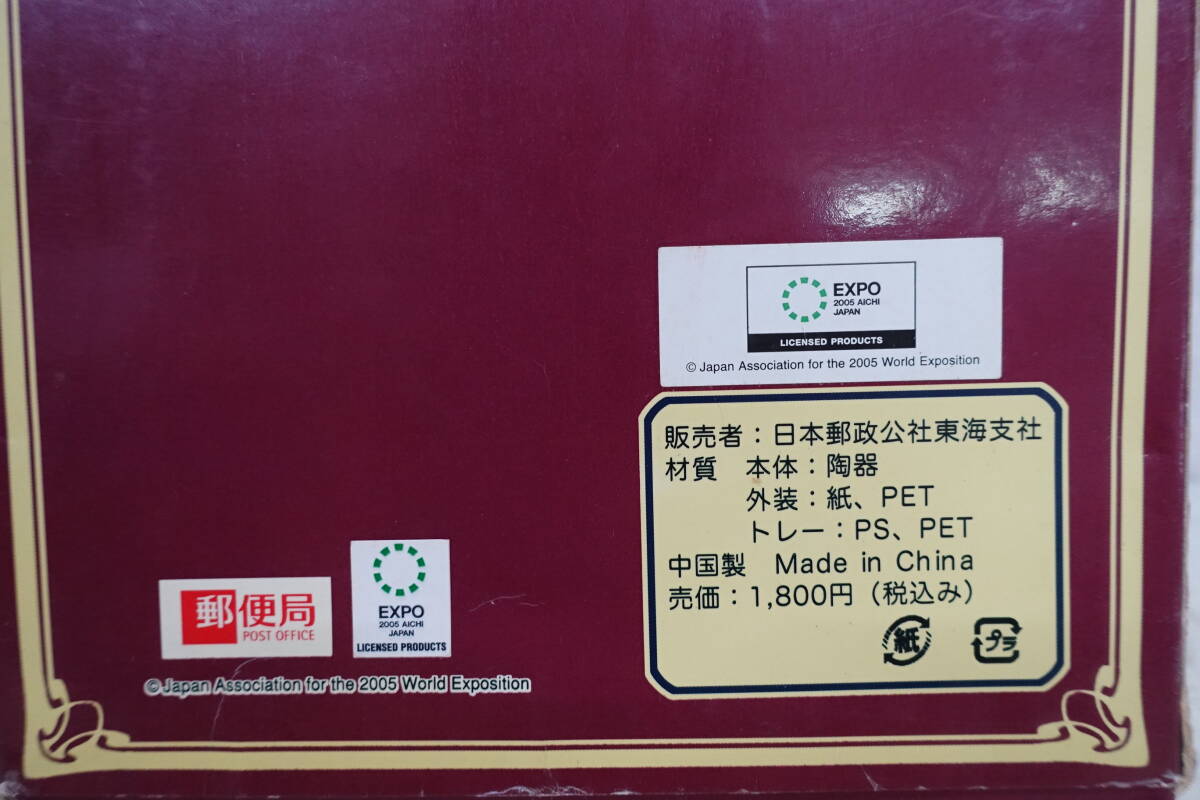 EXPO
2005 AICHI
JAPAN
LICENSED PRODUCTS
© Japan Association for the 2005 World Exposition
販売者：日本郵政公社東海支社
材質　本体：陶器
外装：紙、PET
トレー：PS、PET
中国製　Made in China
売価：1,800円（税込み）
紙
プラ
郵便局
POST OFFICE
EXPO
2005 AICHI
JAPAN
LICENSED PRODUCTS
© Japan Association for the 2005 World Exposition